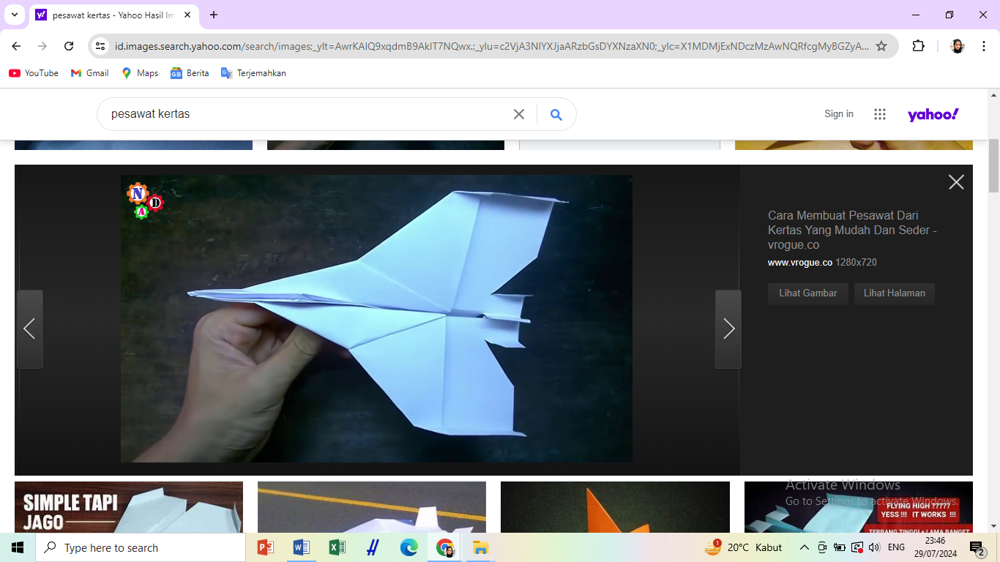 pesawat kertas - Yahoo Hasil Im
id.images.search.yahoo.com/search/images;_ylt=AwrKAIQ9xqdmB9AkIT7NQwx.;_ylu=c2VjA3NlYXJjaARzbGsDYXNzaXN0;_ylc=X1MDMjExNDczMzAwNQRfcgMyBGZyA...
YouTube Gmail Maps Berita Terjemahkan
pesawat kertas
Sign in
yahoo!
N
D
A
Cara Membuat Pesawat Dari
Kertas Yang Mudah Dan Seder -
vrogue.co
www.vrogue.co 1280x720
Lihat Gambar Lihat Halaman
SIMPLE TAPI
JAGO
FLYING HIGH ?????
YESS !!! IT WORKS !!!
TERBANG TINGGI + LAMA BANGET
Activate Windows
Go to Settings to activate Windows.
Type here to search
20°C Kabut
ENG
23:46
29/07/2024
2